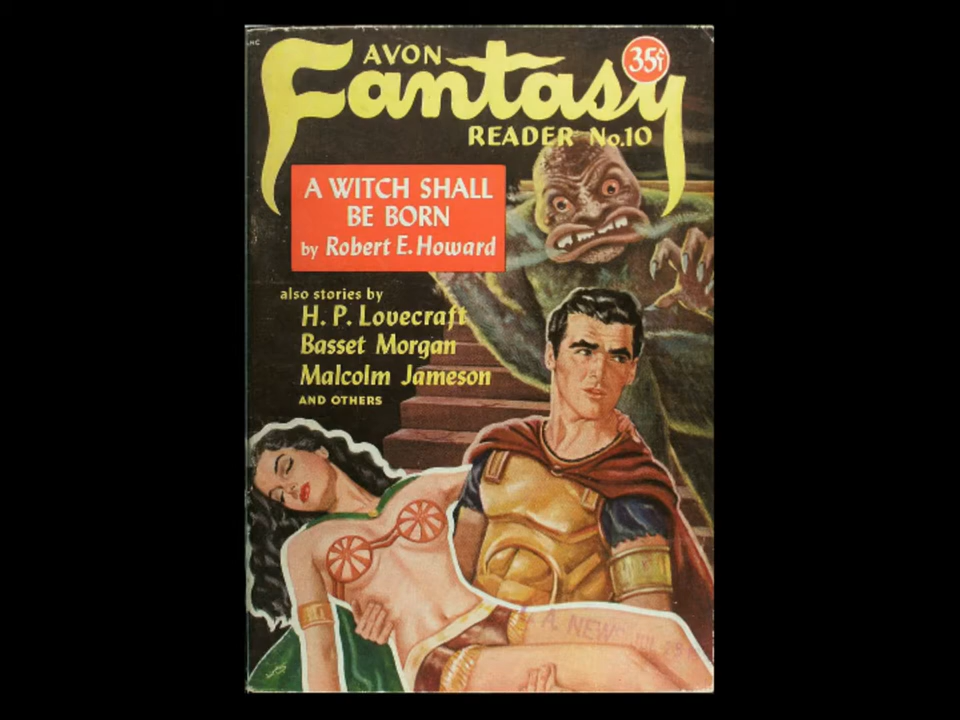 AVON
35¢
Fantasy
READER No.10
A WITCH SHALL
BE BORN
by Robert E. Howard
also stories by
H. P. Lovecraft
Basset Morgan
Malcolm Jameson
AND OTHERS
A. NEWS